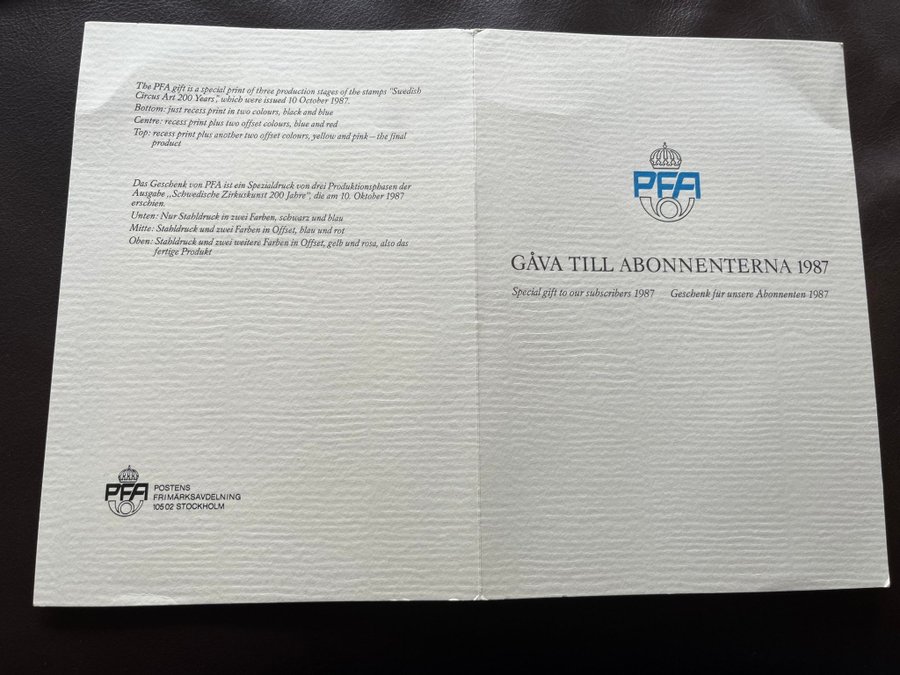 The PFA gift is a special print of three production stages of the stamps "Swedish
Circus Art 200 Years", which were issued 10 October 1987.
Bottom: just recess print in two colours, black and blue
Centre: recess print plus two offset colours, blue and red
Top: recess print plus another two offset colours, yellow and pink – the final
product
Das Geschenk von PFA ist ein Spezialdruck von drei Produktionsphasen der
Ausgabe „Schwedische Zirkuskunst 200 Jahre", die am 10. Oktober 1987
erschien.
Unten: Nur Stahldruck in zwei Farben, schwarz und blau
Mitte: Stahldruck und zwei Farben in Offset, blau und rot
Oben: Stahldruck und zwei weitere Farben in Offset, gelb und rosa, also das
fertige Produkt
PFA
POSTENS
FRIMÄRKSAVDELNING
105 02 STOCKHOLM
PFA
GÅVA TILL ABONNENTERNA 1987
Special gift to our subscribers 1987 Geschenk für unsere Abonnenten 1987